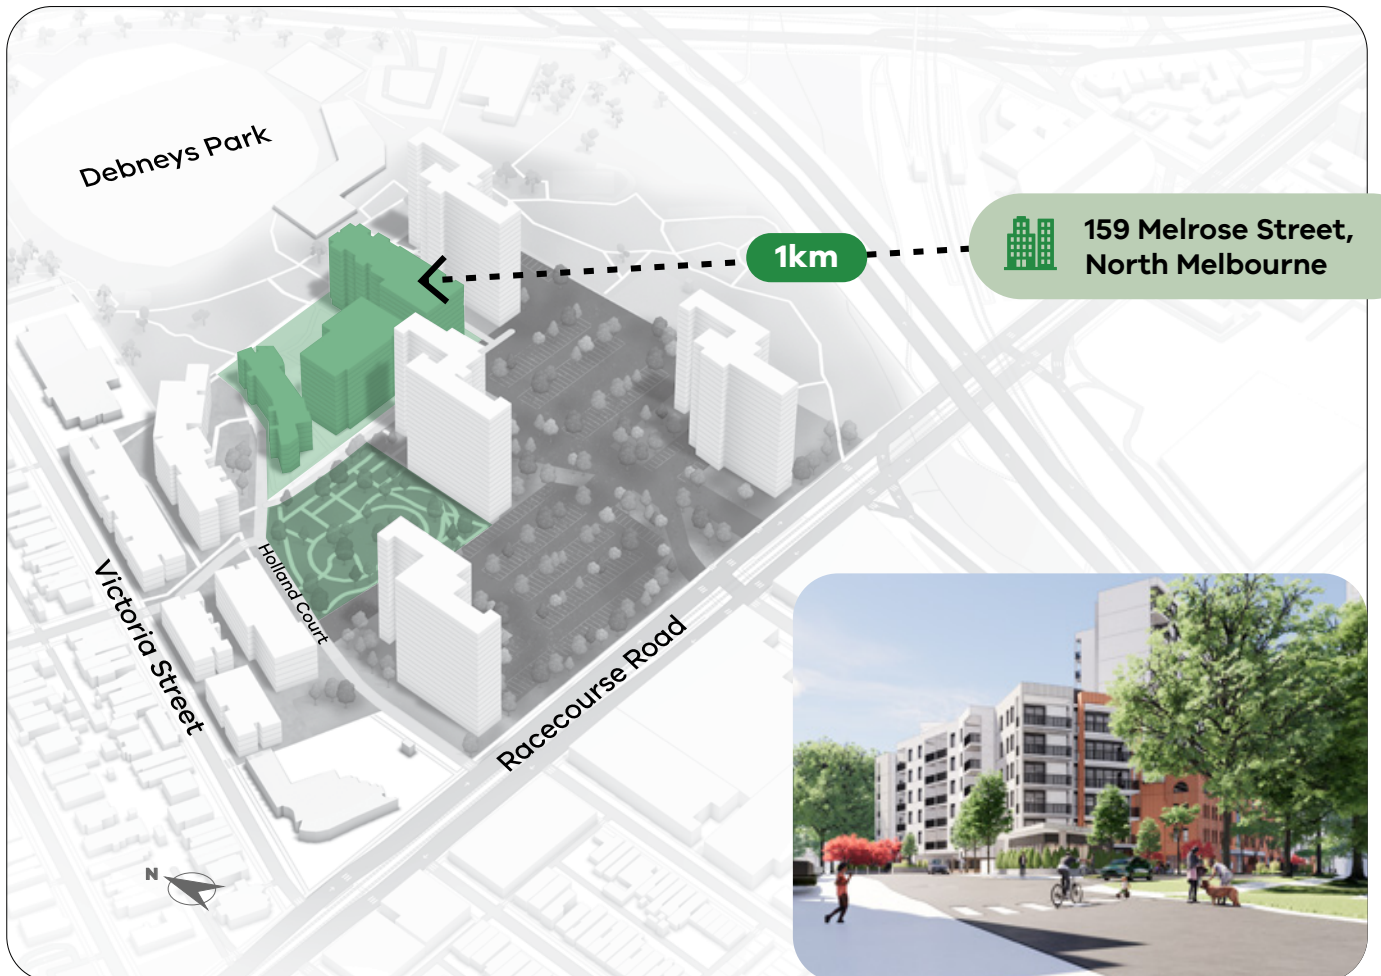 Debneys Park
159 Melrose Street,
North Melbourne
1km
Holland Court
Victoria Street
Racecourse Road
N